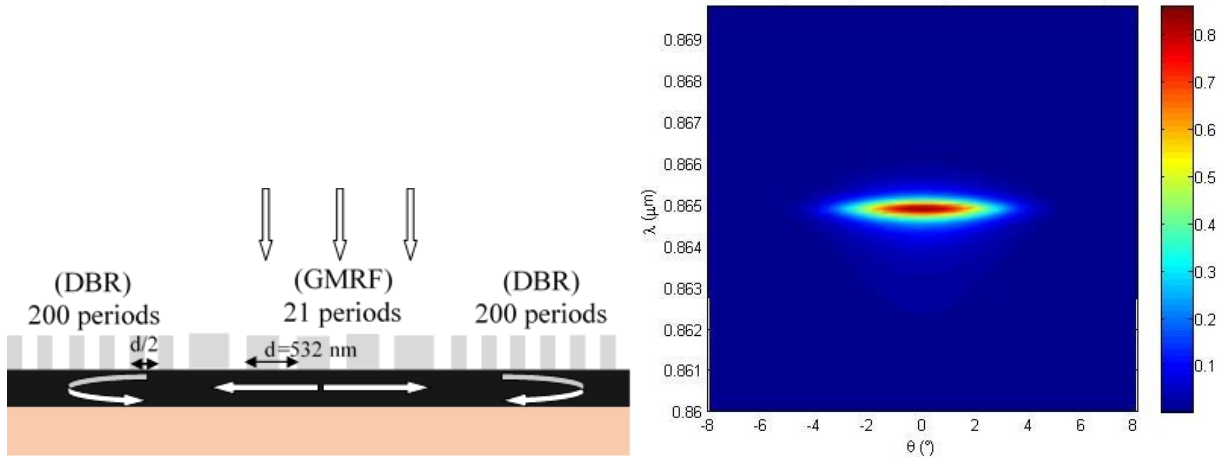 (DBR)
200 periods
(GMRF)
21 periods
(DBR)
200 periods
d/2
d=532 nm
λ (μm)
0.869
0.868
0.867
0.866
0.865
0.864
0.863
0.862
0.861
0.86
-8
-6
-4
-2
0
2
4
6
8
θ (°)
0.8
0.7
0.6
0.5
0.4
0.3
0.2
0.1